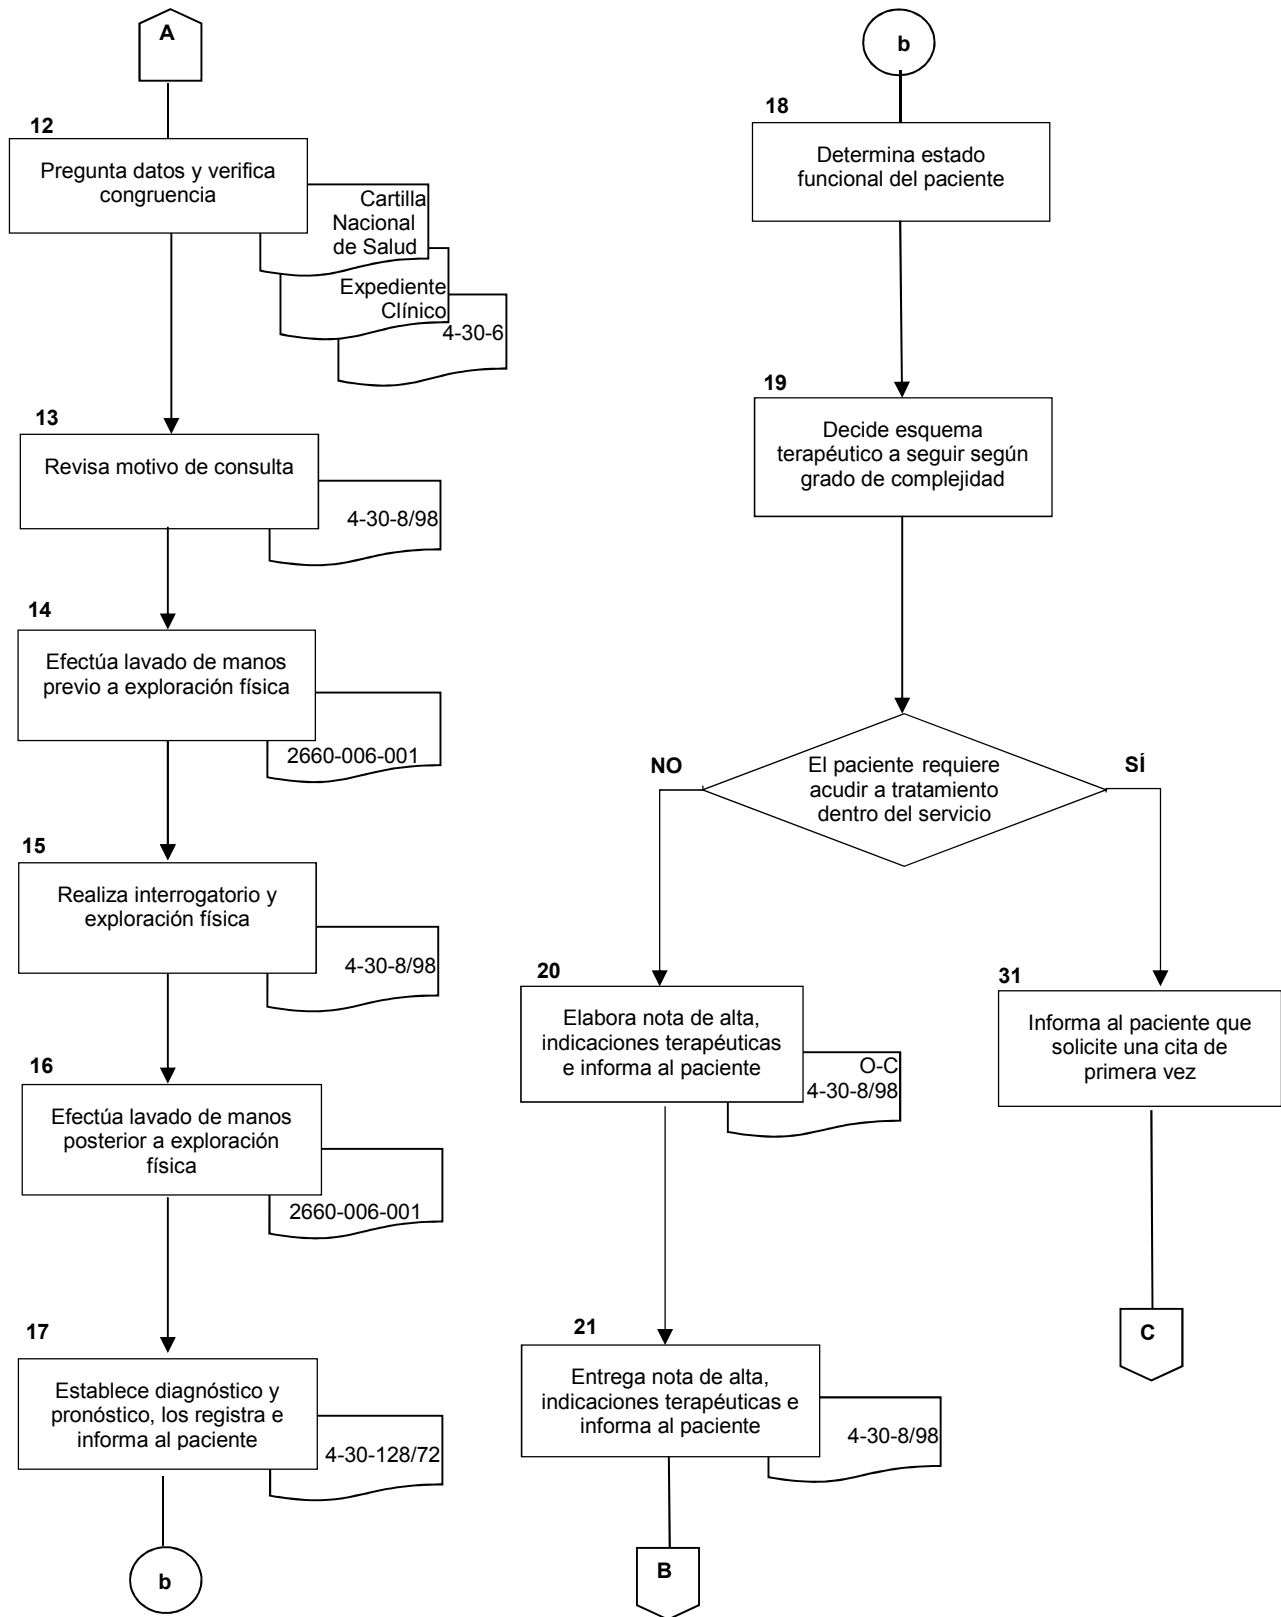 A
12
Pregunta datos y verifica
congruencia
Cartilla
Nacional
de Salud
Expediente
Clínico
4-30-6
13
Revisa motivo de consulta
4-30-8/98
14
Efectúa lavado de manos
previo a exploración física
2660-006-001
15
Realiza interrogatorio y
exploración física
4-30-8/98
16
Efectúa lavado de manos
posterior a exploración
física
2660-006-001
17
Establece diagnóstico y
pronóstico, los registra e
informa al paciente
4-30-128/72
b
b
18
Determina estado
funcional del paciente
19
Decide esquema
terapéutico a seguir según
grado de complejidad
El paciente requiere
acudir a tratamiento
dentro del servicio
NO
SÍ
20
Elabora nota de alta,
indicaciones terapéuticas
e informa al paciente
O-C
4-30-8/98
21
Entrega nota de alta,
indicaciones terapéuticas e
informa al paciente
4-30-8/98
B
31
Informa al paciente que
solicite una cita de
primera vez
C